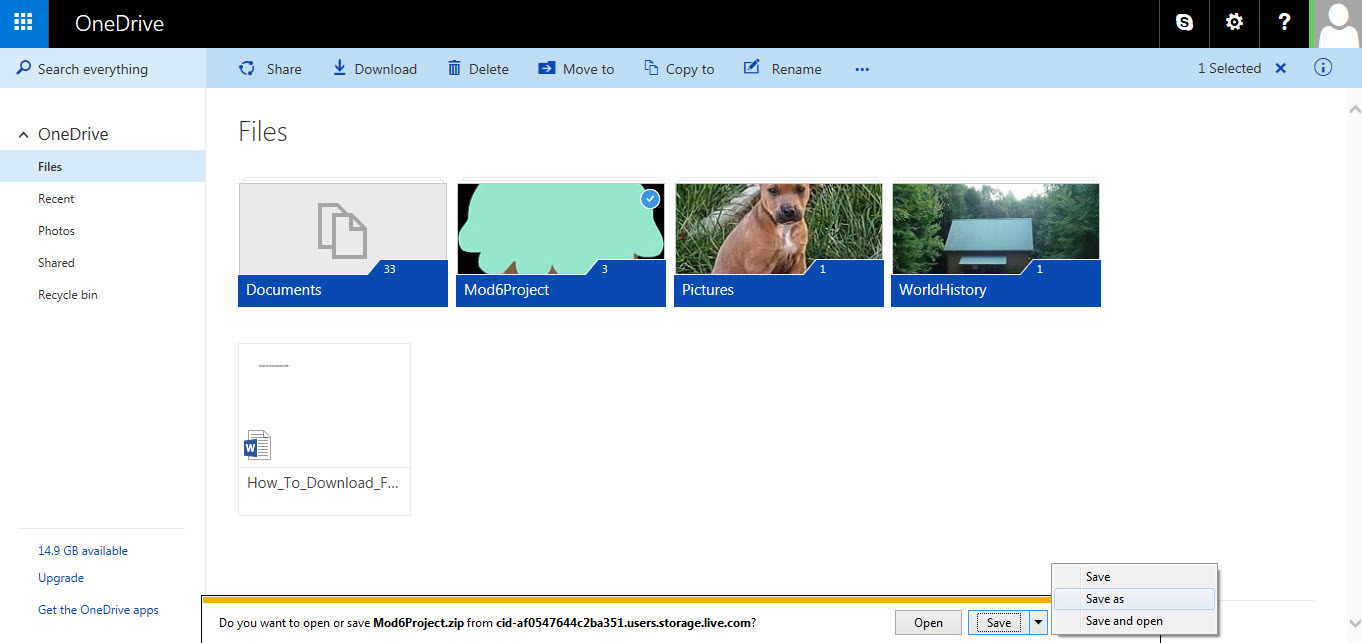 OneDrive
Search everything
Share
Download
Delete
Move to
Copy to
Rename
...
1 Selected
OneDrive
Files
Recent
Photos
Shared
Recycle bin
14.9 GB available
Upgrade
Get the OneDrive apps
Files
33
Documents
3
Mod6Project
1
Pictures
1
WorldHistory
How_To_Download_F...
Do you want to open or save Mod6Project.zip from cid-af0547644c2ba351.users.storage.live.com?
Open
Save
Save
Save as
Save and open